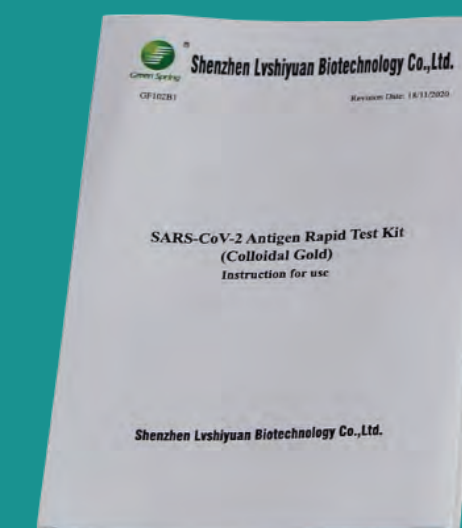 ®
Shenzhen Lvshiyuan Biotechnology Co.,Ltd.
Green Spring
GF102B1
Revision Date: 18/11/2020
SARS-CoV-2 Antigen Rapid Test Kit
(Colloidal Gold)
Instruction for use
Shenzhen Lvshiyuan Biotechnology Co.,Ltd.